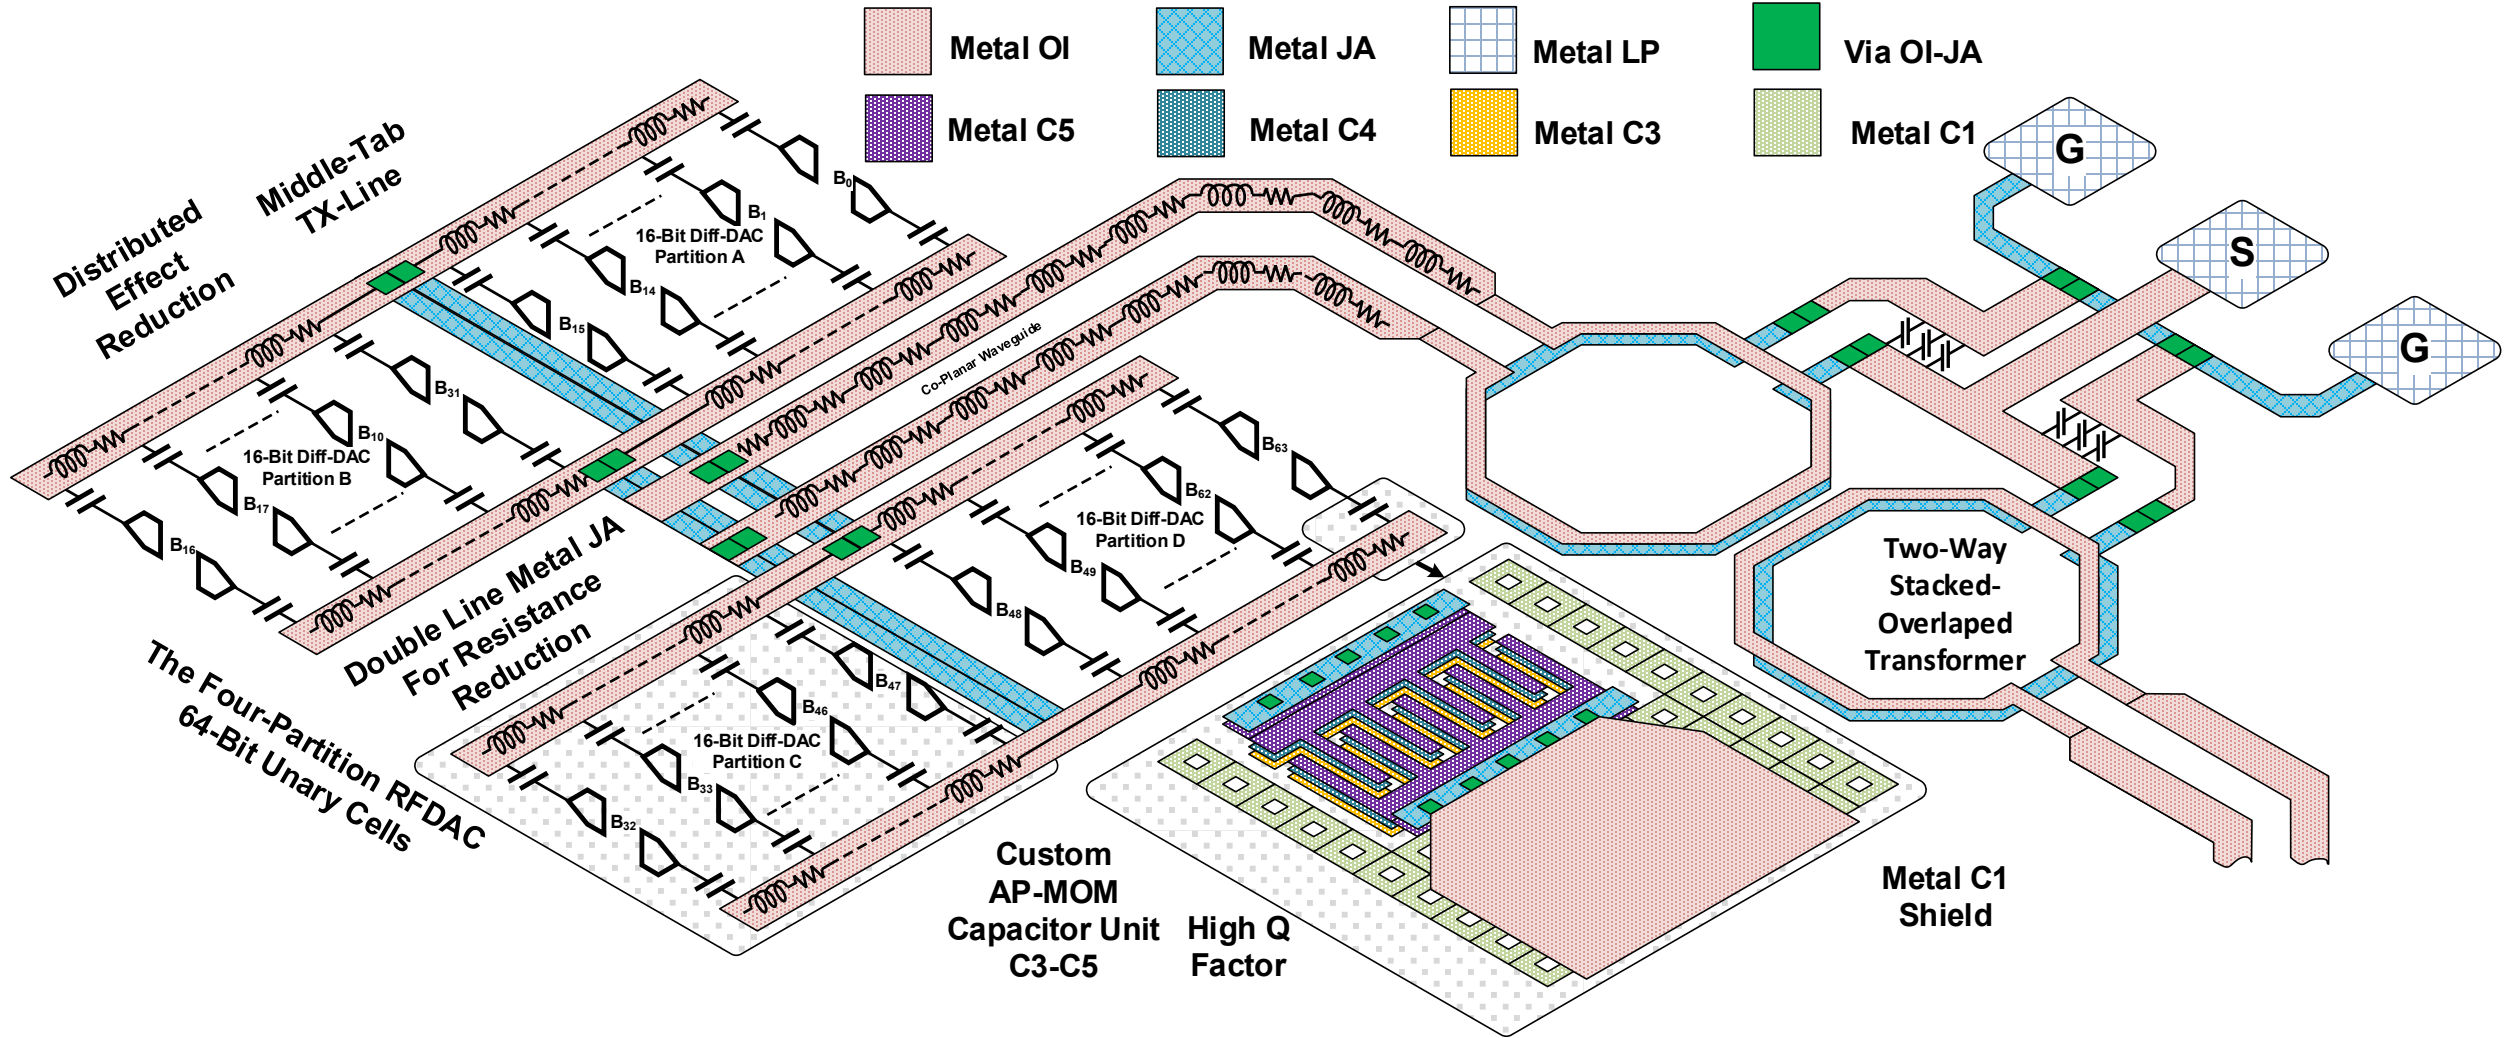 Metal OI
Metal JA
Metal LP
Via OI-JA
Metal C5
Metal C4
Metal C3
Metal C1
G
S
G
Middle-Tab
TX-Line
Distributed
Effect
Reduction
B0
B1
16-Bit Diff-DAC
Partition A
B14
B15
B31
B10
16-Bit Diff-DAC
Partition B
B17
B16
Co-Planar Waveguide
B63
B62
16-Bit Diff-DAC
Partition D
B49
B48
Double Line Metal JA
For Resistance
Reduction
The Four-Partition RFDAC
64-Bit Unary Cells
B47
B46
16-Bit Diff-DAC
Partition C
B33
B32
Two-Way
Stacked-
Overlaped
Transformer
Custom
AP-MOM
Capacitor Unit
C3-C5
High Q
Factor
Metal C1
Shield